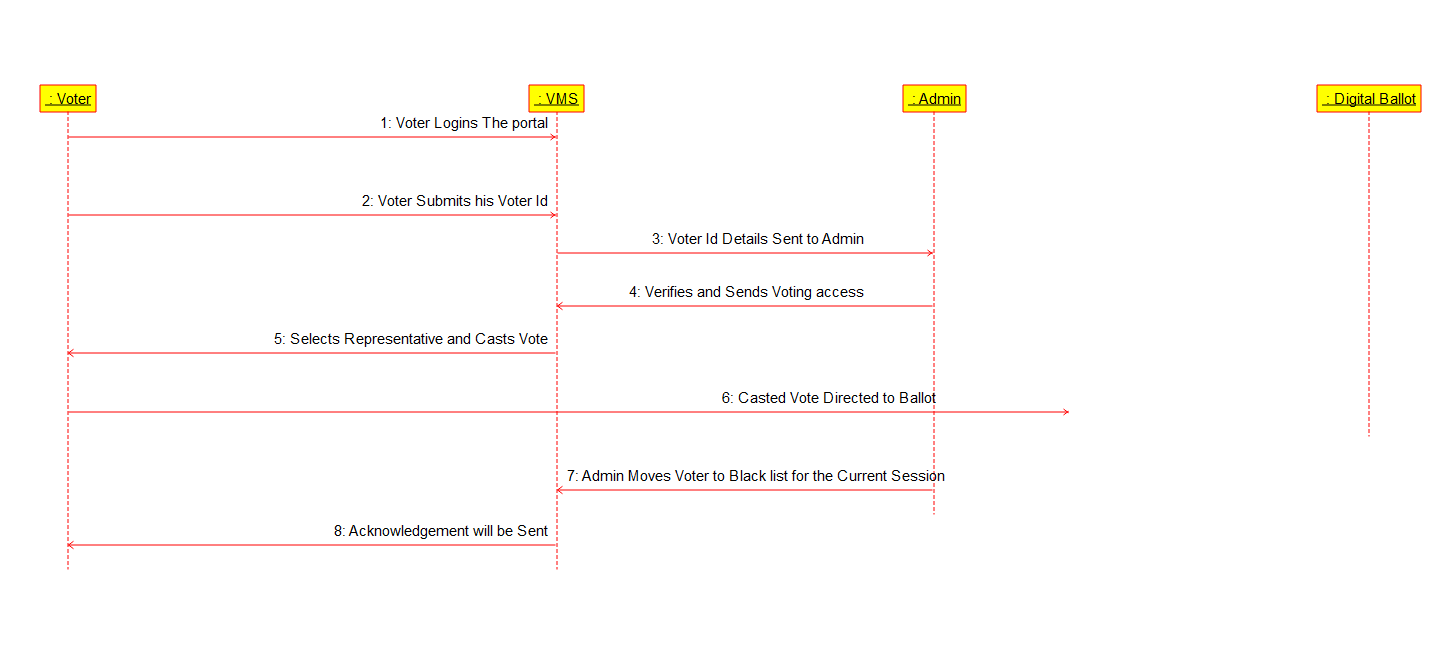 : Voter
: VMS
: Admin
: Digital Ballot
1: Voter Logins The portal
2: Voter Submits his Voter Id
3: Voter Id Details Sent to Admin
4: Verifies and Sends Voting access
5: Selects Representative and Casts Vote
6: Casted Vote Directed to Ballot
7: Admin Moves Voter to Black list for the Current Session
8: Acknowledgement will be Sent